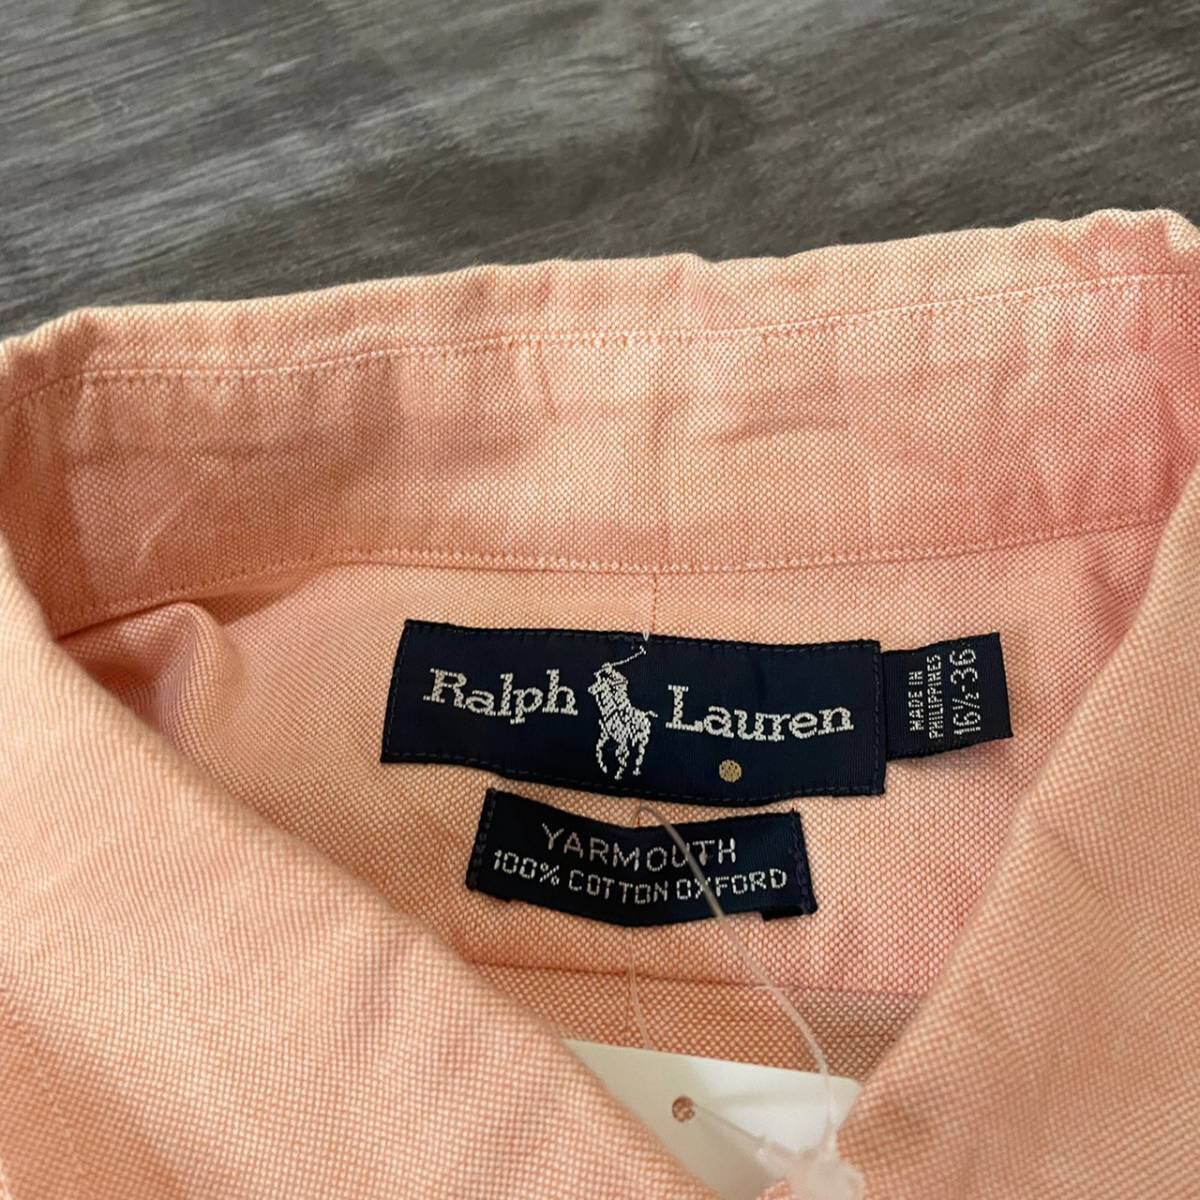 Ralph Lauren
MADE IN
PHILIPPINES
16½-36
YARMOUTH
100% COTTON OXFORD